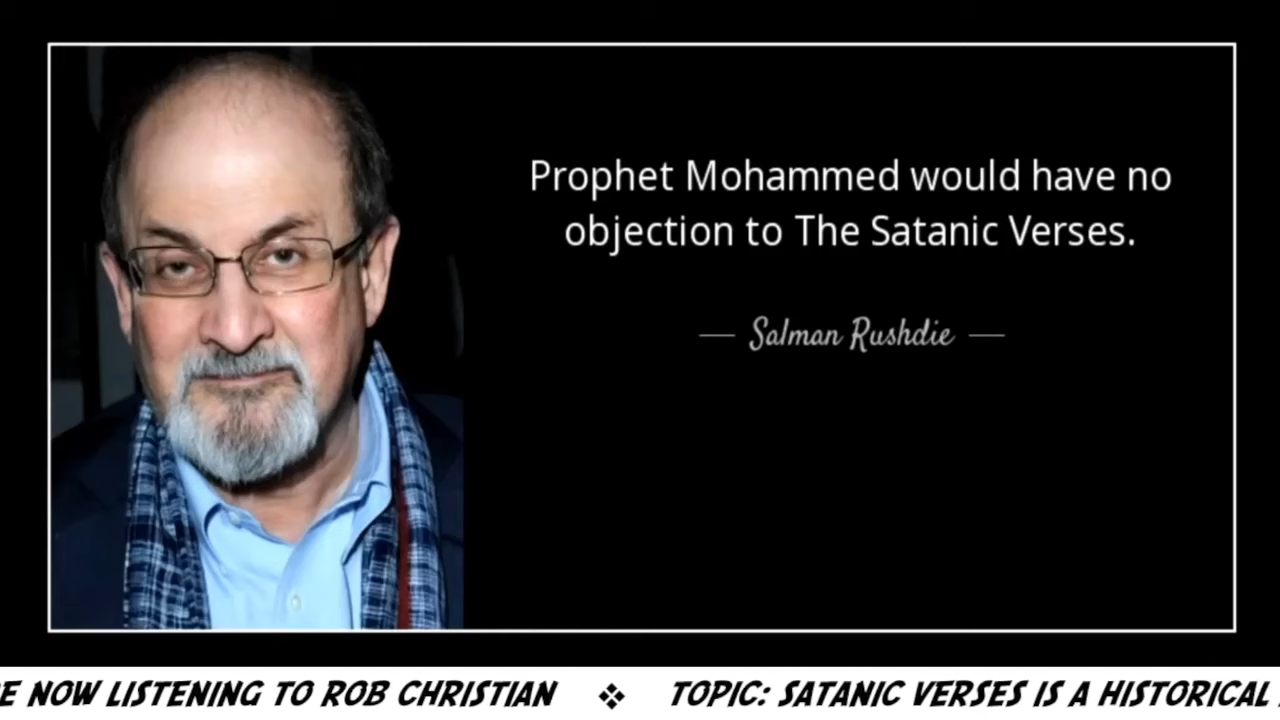 Prophet Mohammed would have no
objection to The Satanic Verses.
— Salman Rushdie —
NOW LISTENING TO ROB CHRISTIAN ❖ TOPIC: SATANIC VERSES IS A HISTORICAL